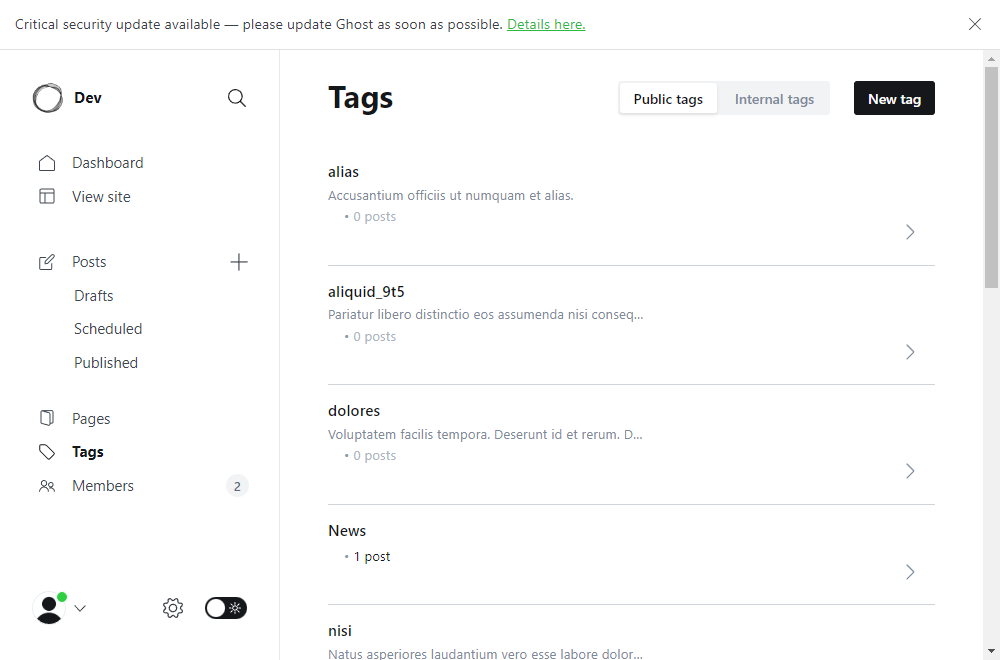 Critical security update available — please update Ghost as soon as possible. Details here.
Dev
Dashboard
View site
Posts
Drafts
Scheduled
Published
Pages
Tags
Members
2
Tags
Public tags
Internal tags
New tag
alias
Accusantium officiis ut numquam et alias.
• 0 posts
aliquid_9t5
Pariatur libero distinctio eos assumenda nisi conseq...
• 0 posts
dolores
Voluptatem facilis tempora. Deserunt id et rerum. D...
• 0 posts
News
• 1 post
nisi
Natus asperiores laudantium vero esse labore dolor...